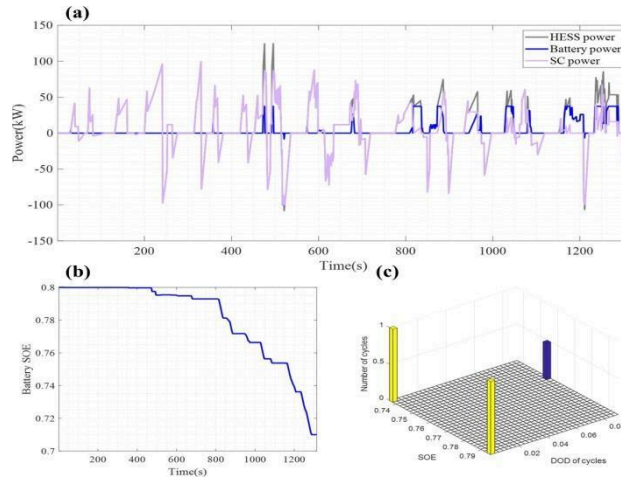 (a)
150
HESS power
Battery power
SC power
100
50
0
-50
-100
-150
Power(kW)
0
200
400
600
800
1000
1200
Time(s)
(b)
0.8
0.78
0.76
0.74
0.72
0.7
Battery SOE
200
400
600
800
1000
1200
Time(s)
(c)
1
0.5
0
Number of cycles
0.74
0.75
0.76
0.77
0.78
0.79
SOE
0.02
0.04
0.06
DOD of cycles